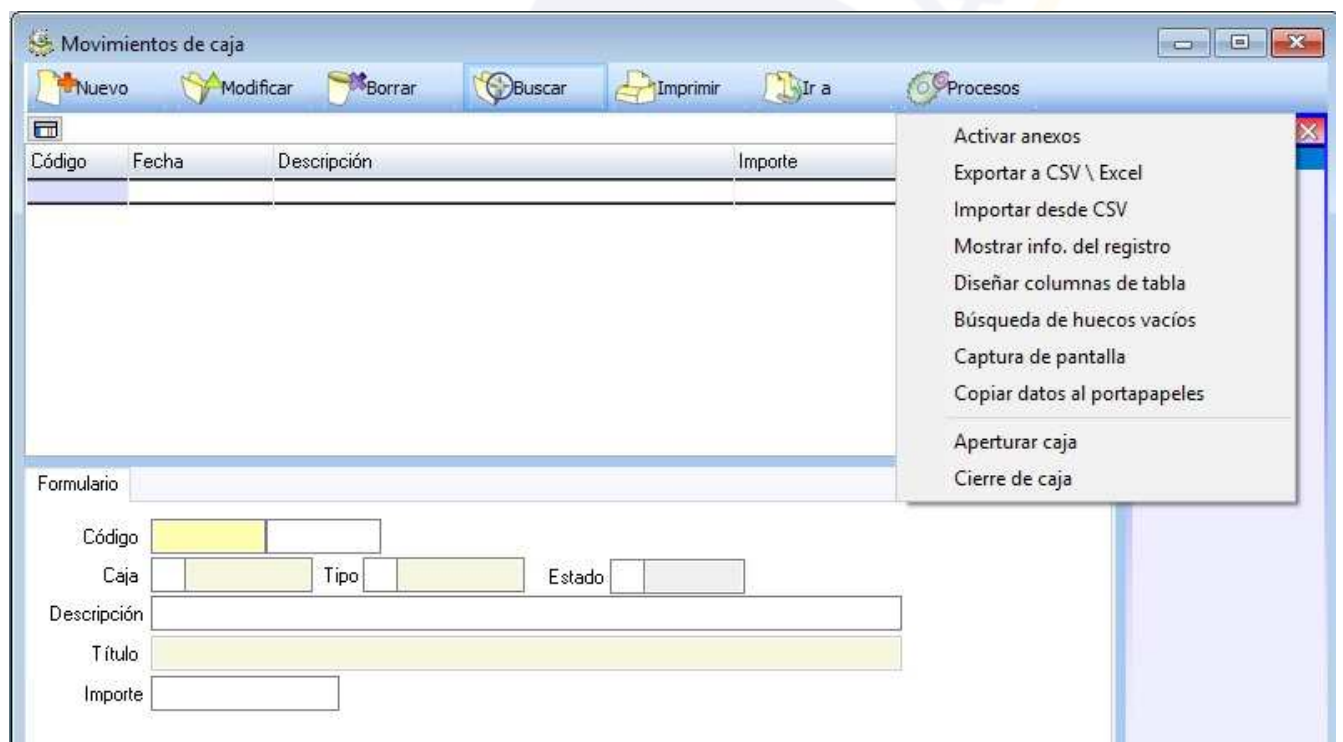 Movimientos de caja
Nuevo Modificar Borrar Buscar Imprimir Ir a Procesos
Código Fecha Descripción Importe
Activar anexos
Exportar a CSV \ Excel
Importar desde CSV
Mostrar info. del registro
Diseñar columnas de tabla
Búsqueda de huecos vacíos
Captura de pantalla
Copiar datos al portapapeles
Aperturar caja
Cierre de caja
Formulario
Código
Caja Tipo Estado
Descripción
Título
Importe